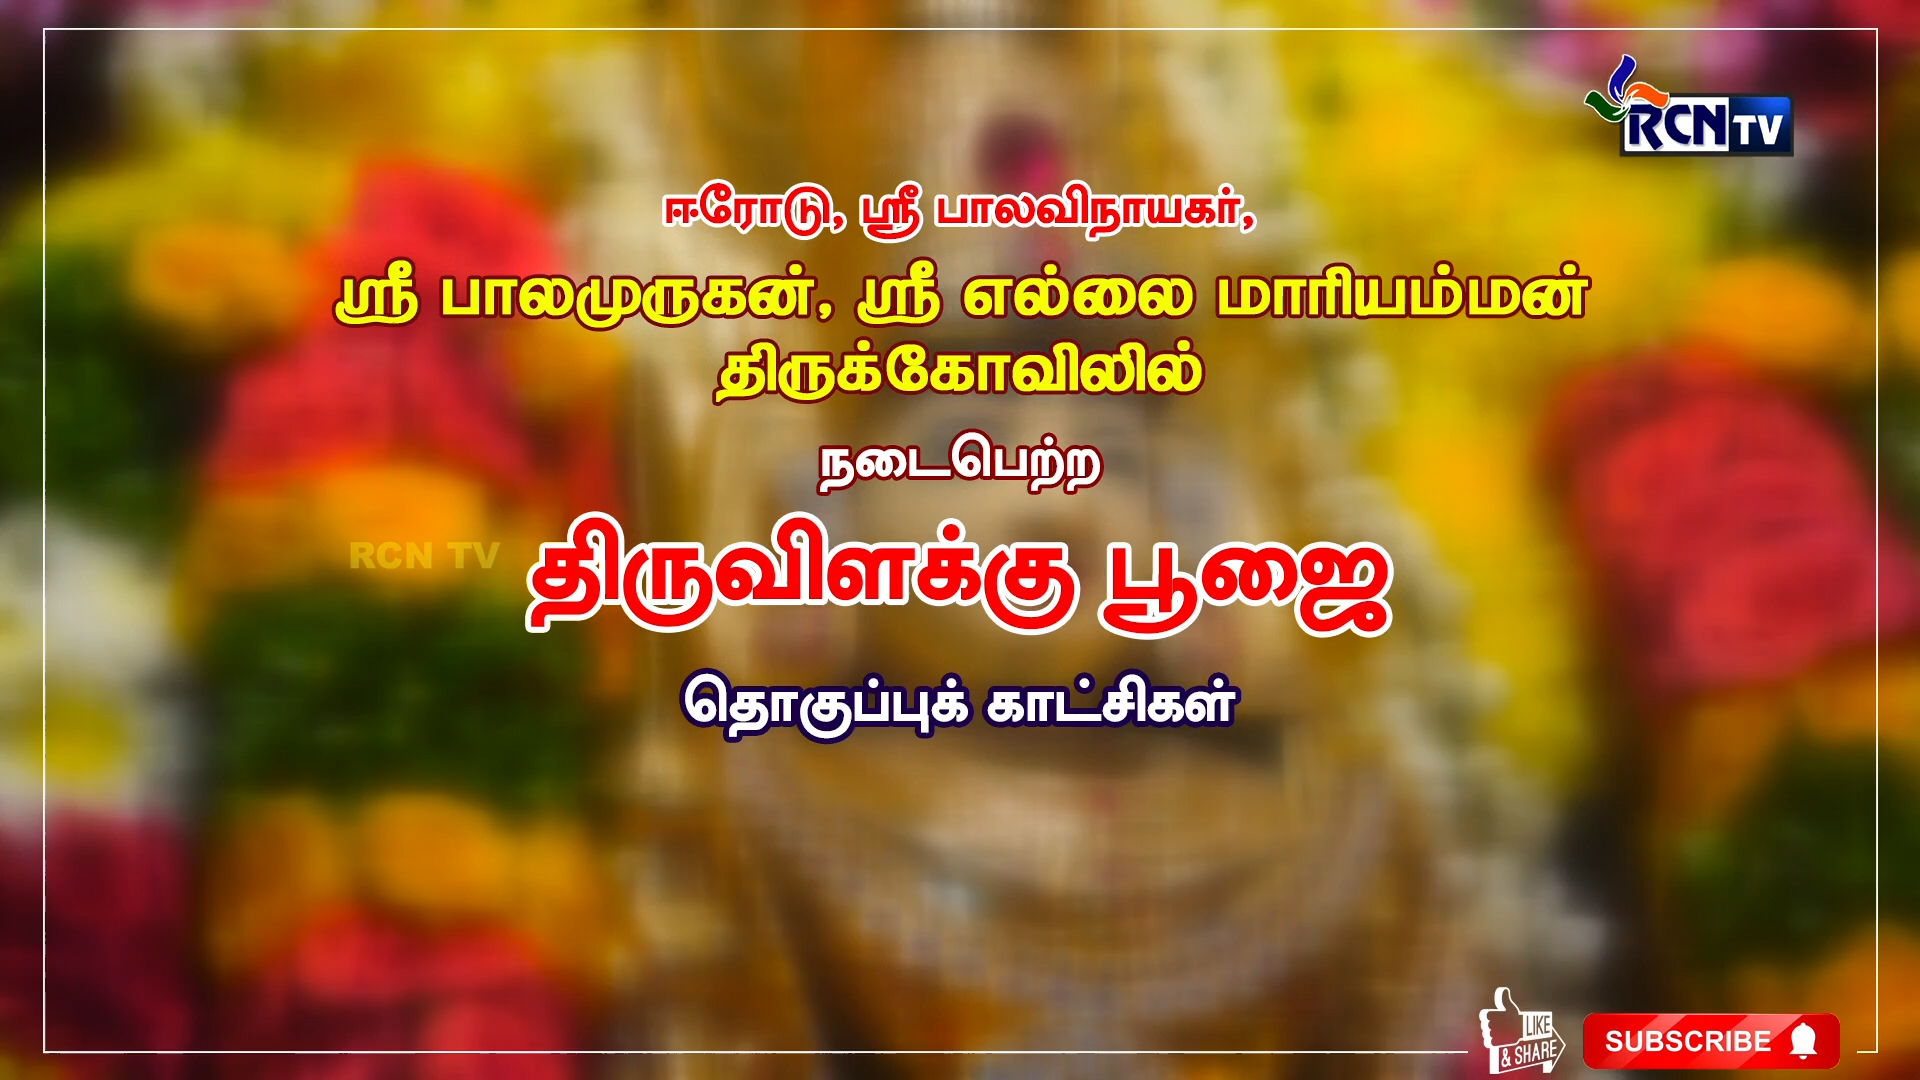 RCN TV
ஈரோடு, ஸ்ரீ பாலவிநாயகர்,
ஸ்ரீ பாலமுருகன், ஸ்ரீ எல்லை மாரியம்மன்
திருக்கோவிலில்
நடைபெற்ற
RCN TV
திருவிளக்கு பூஜை
தொகுப்புக் காட்சிகள்
LIKE
& SHARE
SUBSCRIBE